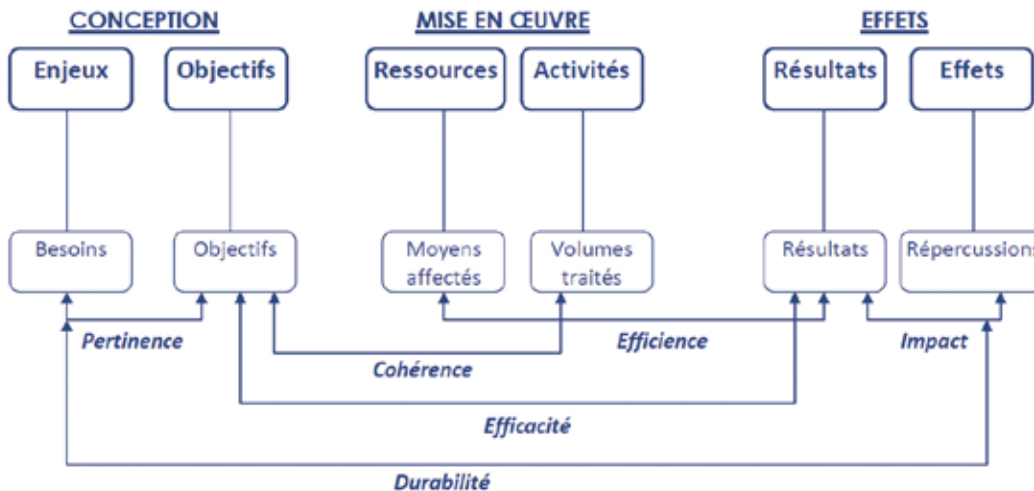 CONCEPTION MISE EN ŒUVRE EFFETS
Enjeux Objectifs Ressources Activités Résultats Effets
Besoins Objectifs Moyens affectés Volumes traités Résultats Répercussions
Pertinence Efficience Impact
Cohérence
Efficacité
Durabilité